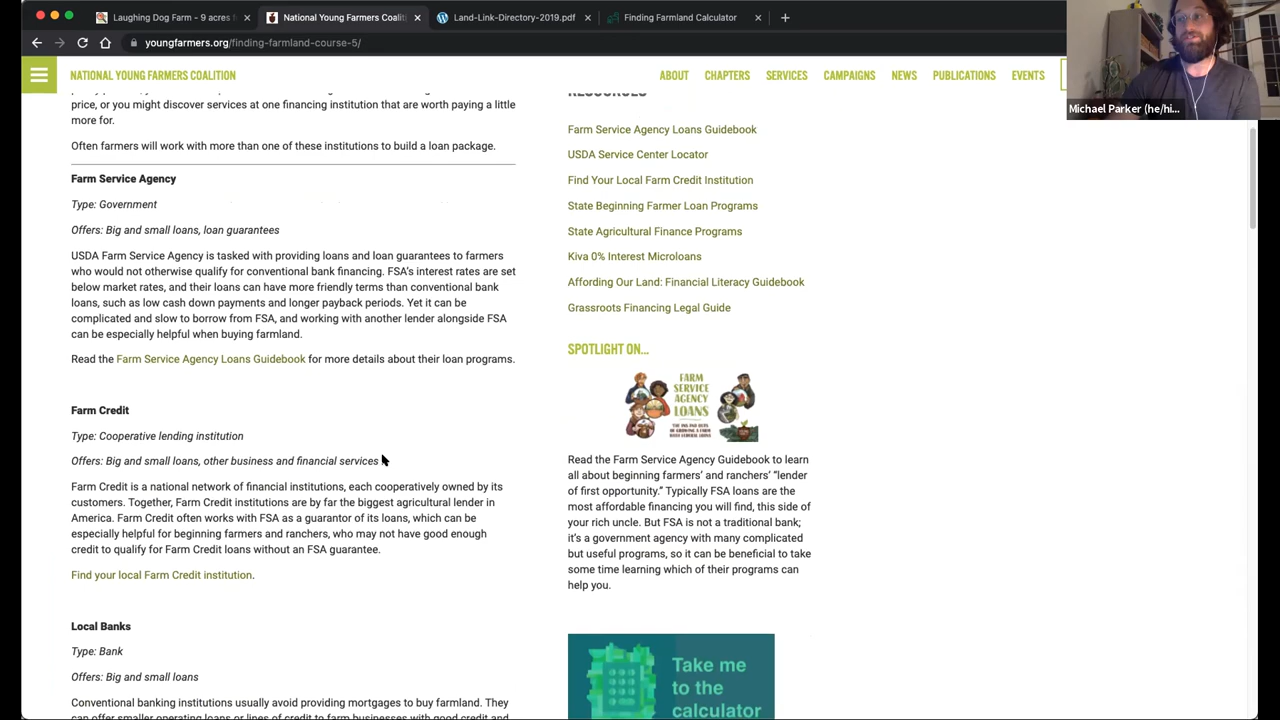 Laughing Dog Farm - 9 acres f
National Young Farmers Coaliti
Land-Link-Directory-2019.pdf
Finding Farmland Calculator
youngfarmers.org/finding-farmland-course-5/
NATIONAL YOUNG FARMERS COALITION
ABOUT
CHAPTERS
SERVICES
CAMPAIGNS
NEWS
PUBLICATIONS
EVENTS
Michael Parker (he/hi...
price, or you might discover services at one financing institution that are worth paying a little
more for.
Often farmers will work with more than one of these institutions to build a loan package.
Farm Service Agency
Type: Government
Offers: Big and small loans, loan guarantees
USDA Farm Service Agency is tasked with providing loans and loan guarantees to farmers
who would not otherwise qualify for conventional bank financing. FSA's interest rates are set
below market rates, and their loans can have more friendly terms than conventional bank
loans, such as low cash down payments and longer payback periods. Yet it can be
complicated and slow to borrow from FSA, and working with another lender alongside FSA
can be especially helpful when buying farmland.
Read the Farm Service Agency Loans Guidebook for more details about their loan programs.
Farm Credit
Type: Cooperative lending institution
Offers: Big and small loans, other business and financial services
Farm Credit is a national network of financial institutions, each cooperatively owned by its
customers. Together, Farm Credit institutions are by far the biggest agricultural lender in
America. Farm Credit often works with FSA as a guarantor of its loans, which can be
especially helpful for beginning farmers and ranchers, who may not have good enough
credit to qualify for Farm Credit loans without an FSA guarantee.
Find your local Farm Credit institution.
Local Banks
Type: Bank
Offers: Big and small loans
Conventional banking institutions usually avoid providing mortgages to buy farmland. They
can offer smaller operating loans or lines of credit to farm businesses with good credit and
RESOURCES
Farm Service Agency Loans Guidebook
USDA Service Center Locator
Find Your Local Farm Credit Institution
State Beginning Farmer Loan Programs
State Agricultural Finance Programs
Kiva 0% Interest Microloans
Affording Our Land: Financial Literacy Guidebook
Grassroots Financing Legal Guide
SPOTLIGHT ON...
FARM
SERVICE
AGENCY
LOANS
Read the Farm Service Agency Guidebook to learn
all about beginning farmers' and ranchers' "lender
of first opportunity." Typically FSA loans are the
most affordable financing you will find, this side of
your rich uncle. But FSA is not a traditional bank;
it's a government agency with many complicated
but useful programs, so it can be beneficial to take
some time learning which of their programs can
help you.
Take me
to the
calculator